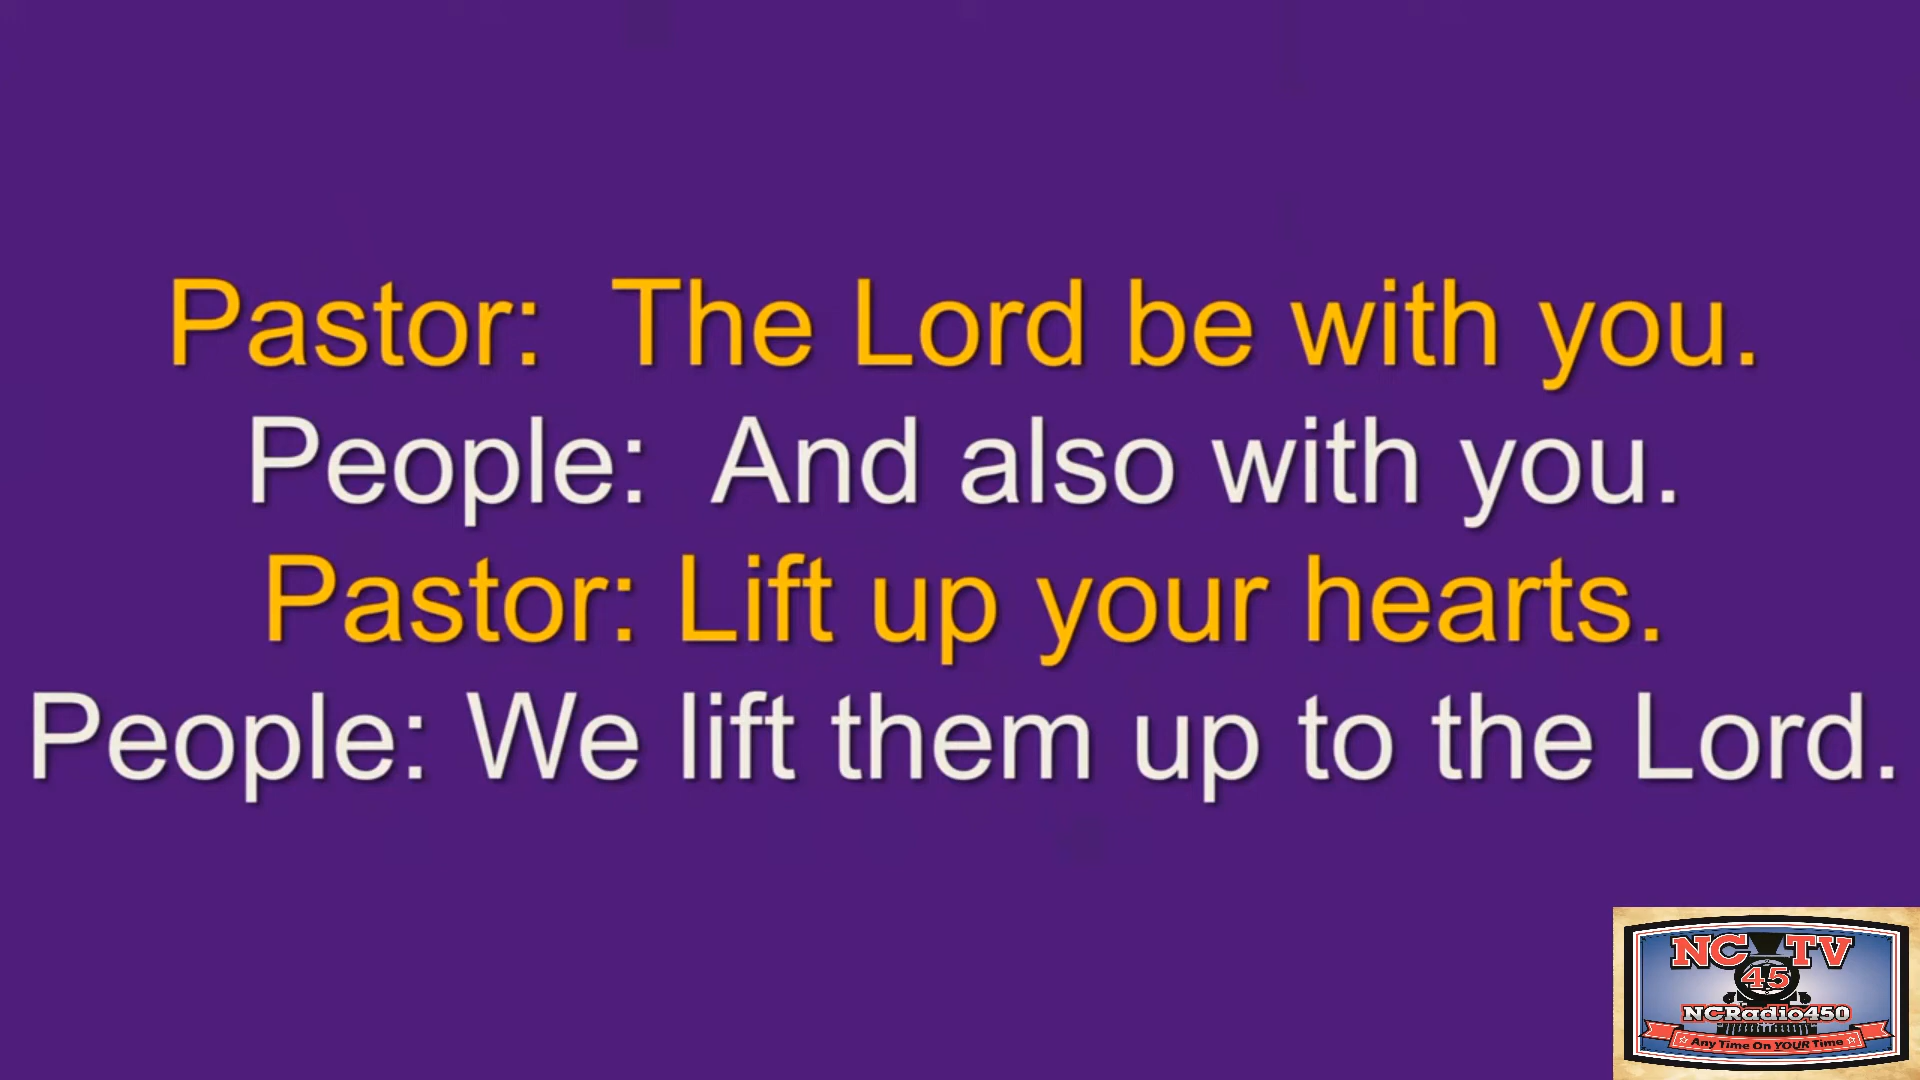 Pastor:  The Lord be with you.
People:  And also with you.
Pastor: Lift up your hearts.
People: We lift them up to the Lord.
NC TV
45
NCRadio450
Any Time On YOUR Time